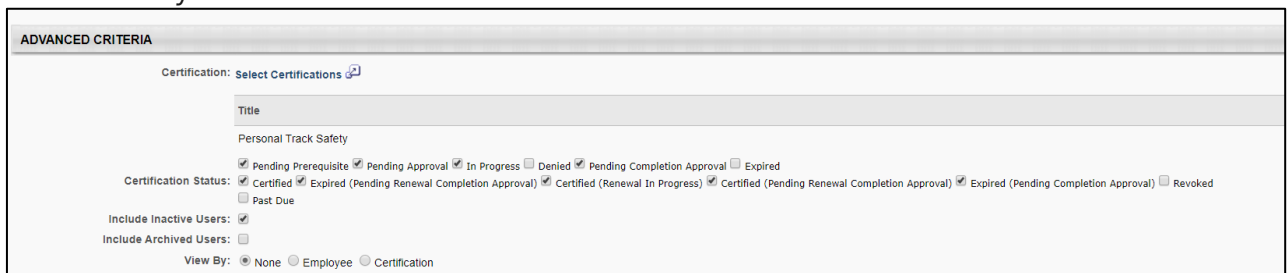 ADVANCED CRITERIA
Certification: Select Certifications
Title
Personal Track Safety
Pending Prerequisite Pending Approval In Progress Denied Pending Completion Approval Expired
Certification Status: Certified Expired (Pending Renewal Completion Approval) Certified (Renewal In Progress) Certified (Pending Renewal Completion Approval) Expired (Pending Completion Approval) Revoked
Past Due
Include Inactive Users:
Include Archived Users:
View By: None Employee Certification